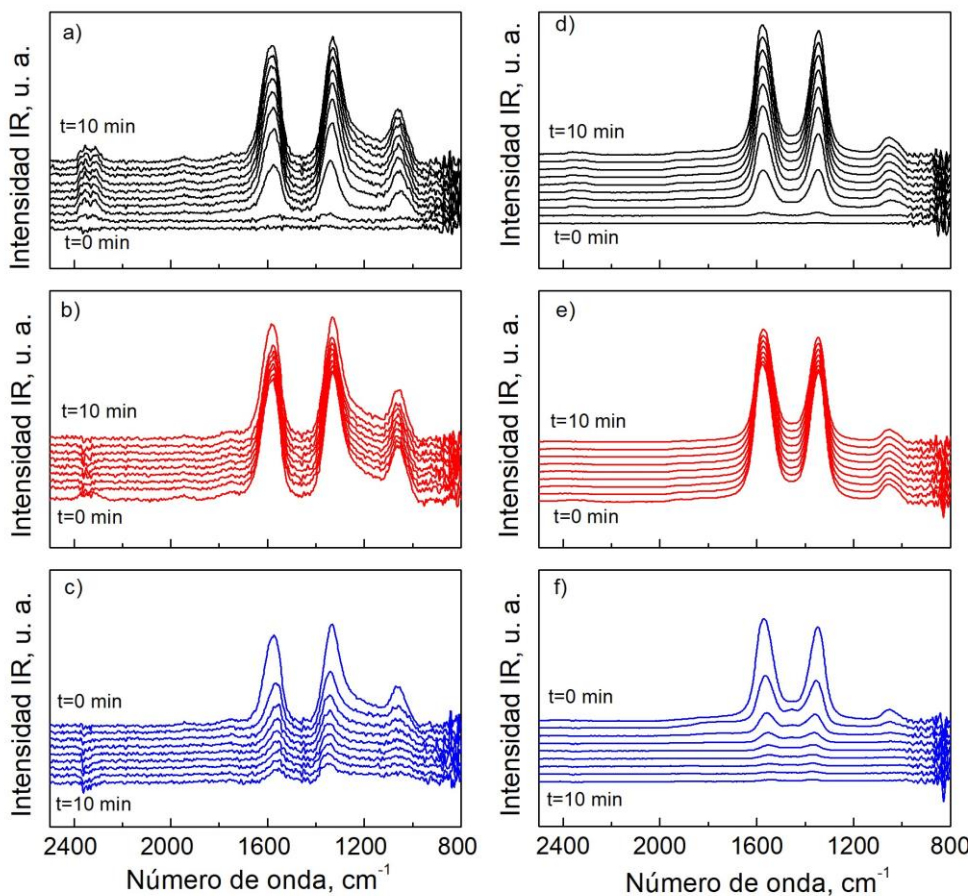 a)
Intensidad IR, u. a.
t=10 min
t=0 min
d)
Intensidad IR, u. a.
t=10 min
t=0 min
b)
Intensidad IR, u. a.
t=10 min
t=0 min
e)
Intensidad IR, u. a.
t=10 min
t=0 min
c)
Intensidad IR, u. a.
t=0 min
t=10 min
2400 2000 1600 1200 800
Número de onda, cm⁻¹
f)
Intensidad IR, u. a.
t=0 min
t=10 min
2400 2000 1600 1200 800
Número de onda, cm⁻¹